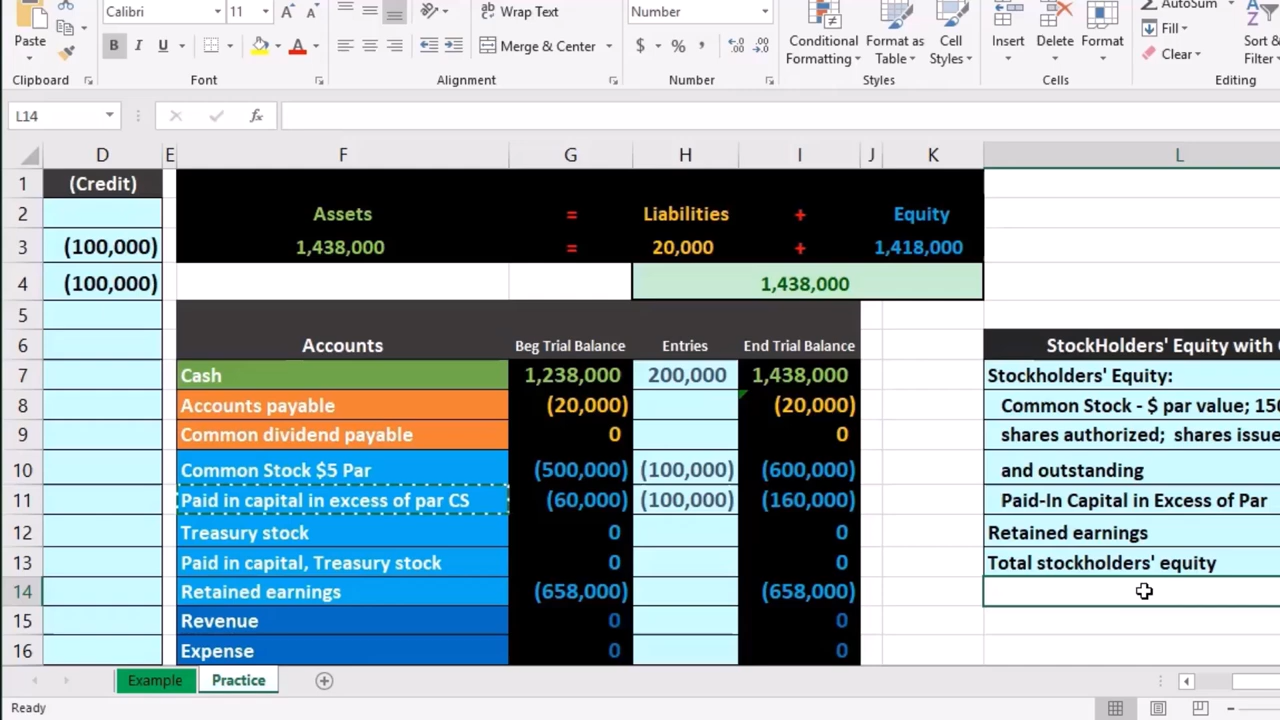 Calibri 11 Wrap Text Number AutoSum
Paste B I U Merge & Center $ % , Conditional Formatting Format as Table Cell Styles Insert Delete Format Fill Clear Sort & Filter
Clipboard Font Alignment Number Styles Cells Editing
L14 fx
D E F G H I J K L
1 (Credit)
2 Assets = Liabilities + Equity
3 (100,000) 1,438,000 = 20,000 + 1,418,000
4 (100,000) 1,438,000
5
6 Accounts Beg Trial Balance Entries End Trial Balance StockHolders' Equity with
7 Cash 1,238,000 200,000 1,438,000 Stockholders' Equity:
8 Accounts payable (20,000) (20,000) Common Stock - $ par value; 150
9 Common dividend payable 0 0 shares authorized; shares issue
10 Common Stock $5 Par (500,000) (100,000) (600,000) and outstanding
11 Paid in capital in excess of par CS (60,000) (100,000) (160,000) Paid-In Capital in Excess of Par
12 Treasury stock 0 0 Retained earnings
13 Paid in capital, Treasury stock 0 0 Total stockholders' equity
14 Retained earnings (658,000) (658,000)
15 Revenue 0 0
16 Expense 0 0
Example Practice
Ready